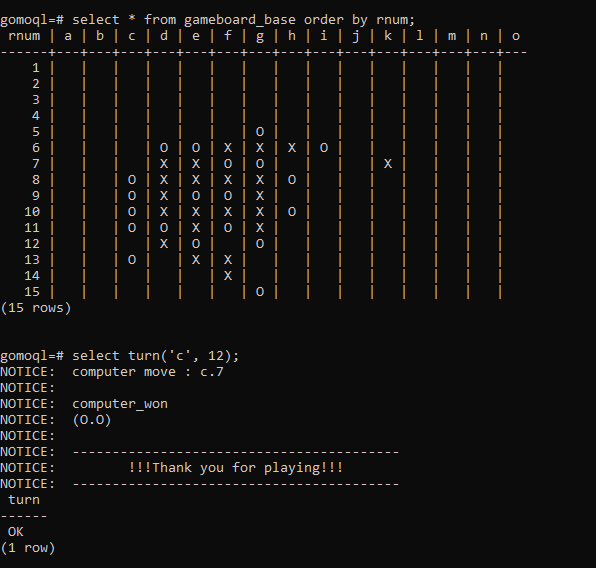 gomoql=# select * from gameboard_base order by rnum;
 rnum | a | b | c | d | e | f | g | h | i | j | k | l | m | n | o
------+---+---+---+---+---+---+---+---+---+---+---+---+---+---+---
    1 |   |   |   |   |   |   |   |   |   |   |   |   |   |   |
    2 |   |   |   |   |   |   |   |   |   |   |   |   |   |   |
    3 |   |   |   |   |   |   |   |   |   |   |   |   |   |   |
    4 |   |   |   |   |   |   |   |   |   |   |   |   |   |   |
    5 |   |   |   |   |   |   | O |   |   |   |   |   |   |   |
    6 |   |   |   | O | O | X | X | X | O |   |   |   |   |   |
    7 |   |   |   | X | X | O | O |   |   |   | X |   |   |   |
    8 |   |   | O | X | X | X | X | O |   |   |   |   |   |   |
    9 |   |   | O | X | O | O | X |   |   |   |   |   |   |   |
   10 |   |   | O | X | X | X | X | O |   |   |   |   |   |   |
   11 |   |   | O | O | X | O | X |   |   |   |   |   |   |   |
   12 |   |   |   | X | O |   | O |   |   |   |   |   |   |   |
   13 |   |   | O |   | X | X |   |   |   |   |   |   |   |   |
   14 |   |   |   |   |   | X |   |   |   |   |   |   |   |   |
   15 |   |   |   |   |   |   | O |   |   |   |   |   |   |   |
(15 rows)
gomoql=# select turn('c', 12);
NOTICE:  computer move : c.7
NOTICE:
NOTICE:  computer_won
NOTICE:  (O.O)
NOTICE:
NOTICE:  -----------------------------------------
NOTICE:         !!!Thank you for playing!!!
NOTICE:  -----------------------------------------
 turn
------
 OK
(1 row)